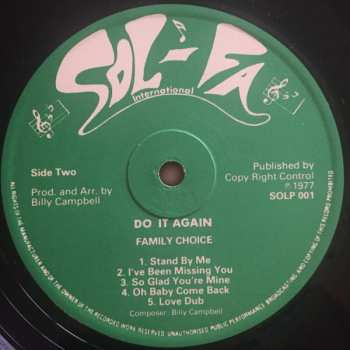 SOL-FA
International
Side Two
Prod. and Arr. by
Billy Campbell
Published by
Copy Right Control
℗ 1977
SOLP 001
DO IT AGAIN
FAMILY CHOICE
1. Stand By Me
2. I've Been Missing You
3. So Glad You're Mine
4. Oh Baby Come Back
5. Love Dub
Composer: Billy Campbell
ALL RIGHTS OF THE MANUFACTURER AND OF THE OWNER OF THE RECORDED WORK RESERVED UNAUTHORISED PUBLIC PERFORMANCE BROADCASTING AND COPYING OF THIS RECORD PROHIBITED